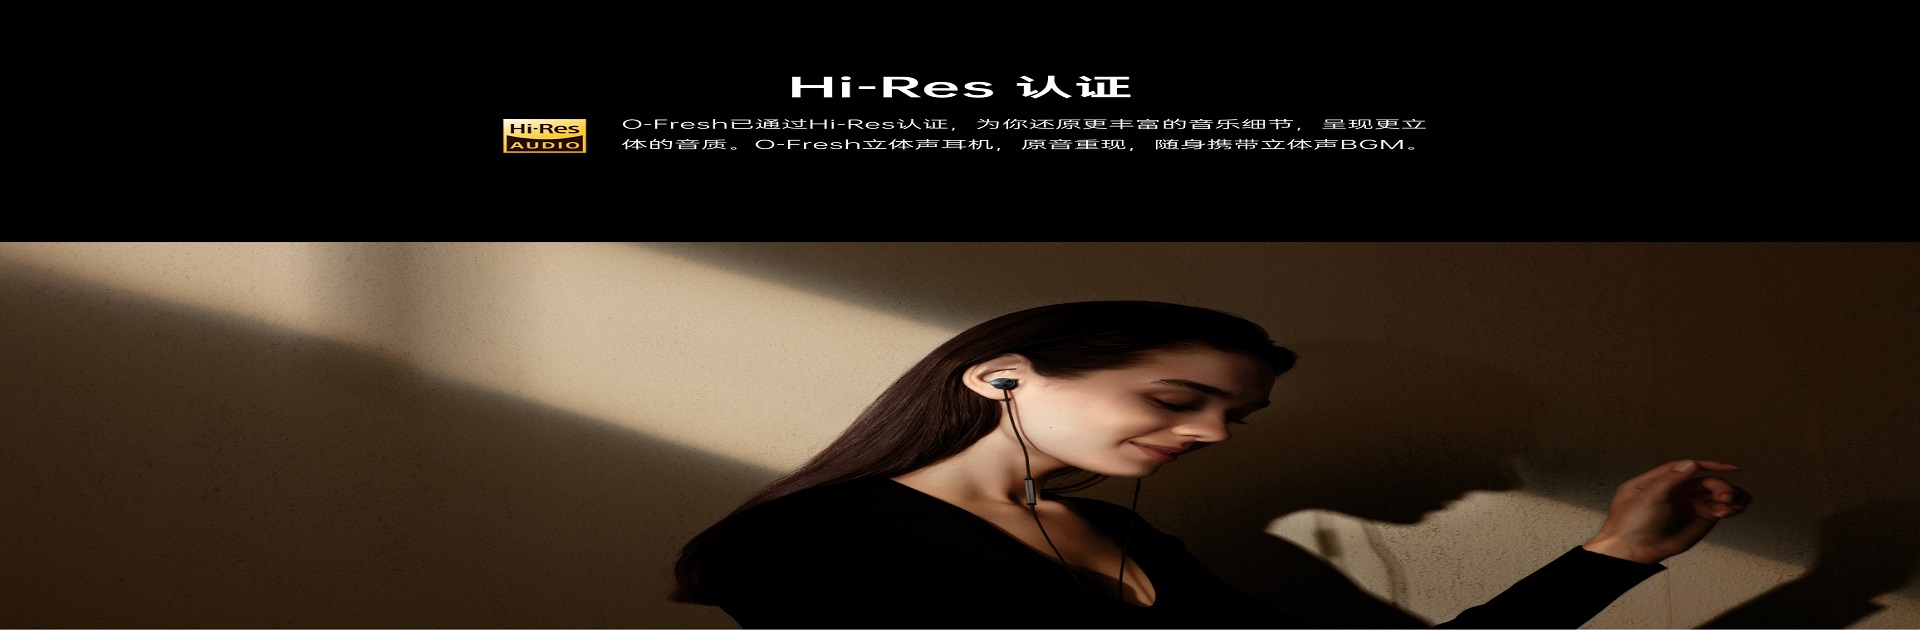 Hi-Res 认证
Hi-Res
AUDIO
O-Fresh已通过Hi-Res认证，为你还原更丰富的音乐细节，呈现更立
体的音质。O-Fresh立体声耳机，原音重现，随身携带立体声BGM。